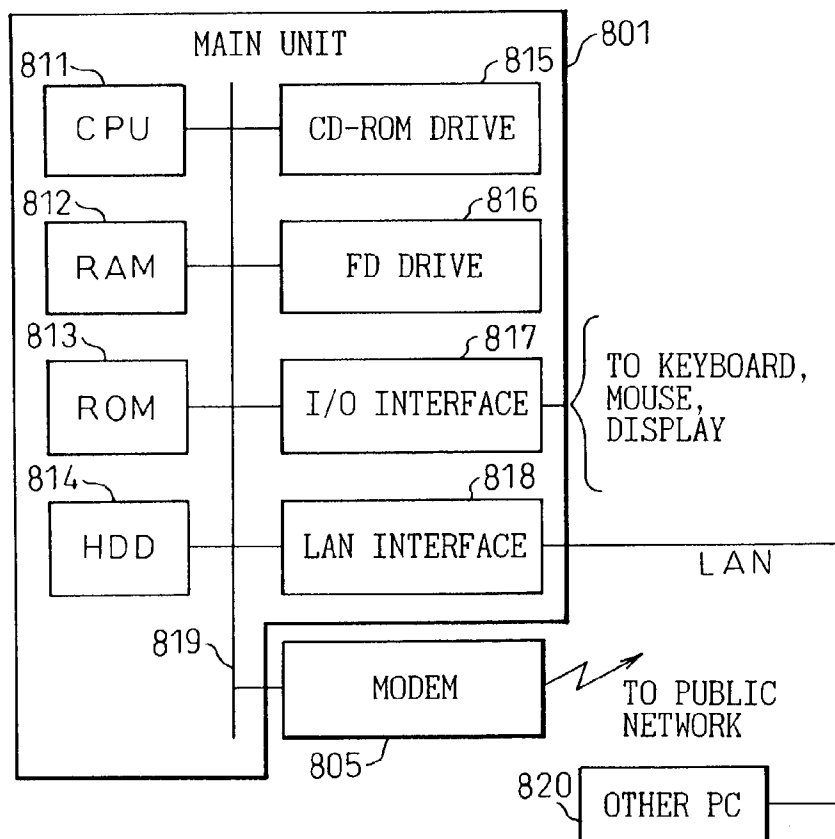 MAIN UNIT
801
811
CPU
815
CD-ROM DRIVE
812
RAM
816
FD DRIVE
813
ROM
817
I/O INTERFACE
TO KEYBOARD,
MOUSE,
DISPLAY
814
HDD
818
LAN INTERFACE
LAN
819
MODEM
805
TO PUBLIC
NETWORK
820
OTHER PC